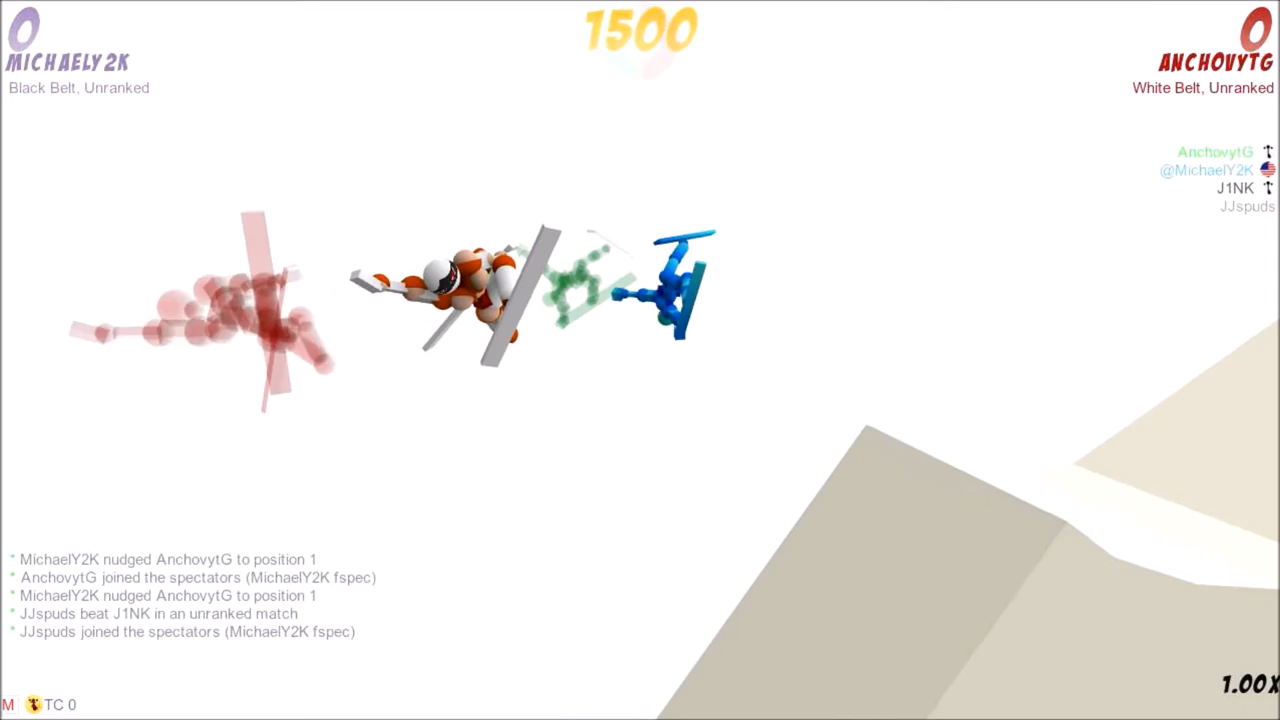 0
1500
0
MICHAELY2K
ANCHOVYTG
Black Belt, Unranked
White Belt, Unranked
AnchovytG
@MichaelY2K
J1NK
JJspuds
* MichaelY2K nudged AnchovytG to position 1
* AnchovytG joined the spectators (MichaelY2K fspec)
* MichaelY2K nudged AnchovytG to position 1
* JJspuds beat J1NK in an unranked match
* JJspuds joined the spectators (MichaelY2K fspec)
1.00X
M TC 0